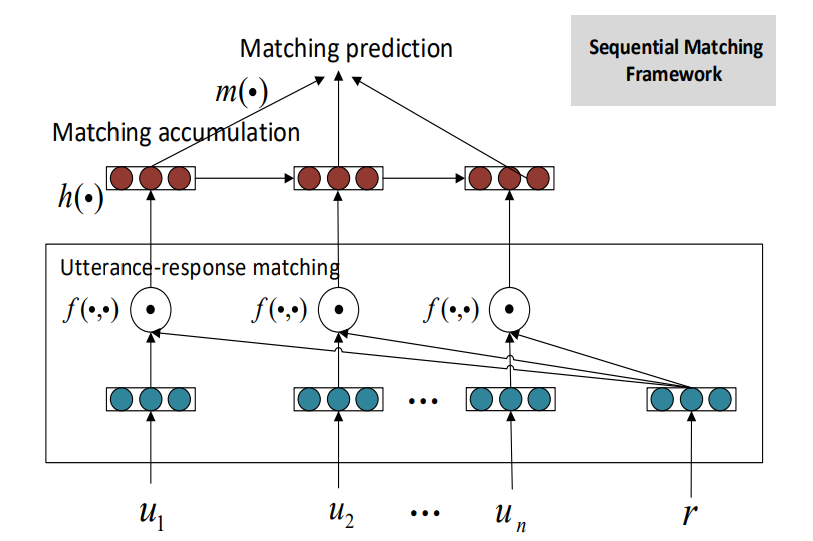 Sequential Matching
Framework
Matching prediction
m(•)
Matching accumulation
h(•)
Utterance-response matching
f(•,•) f(•,•) f(•,•)
•••
u1 u2 ••• un r